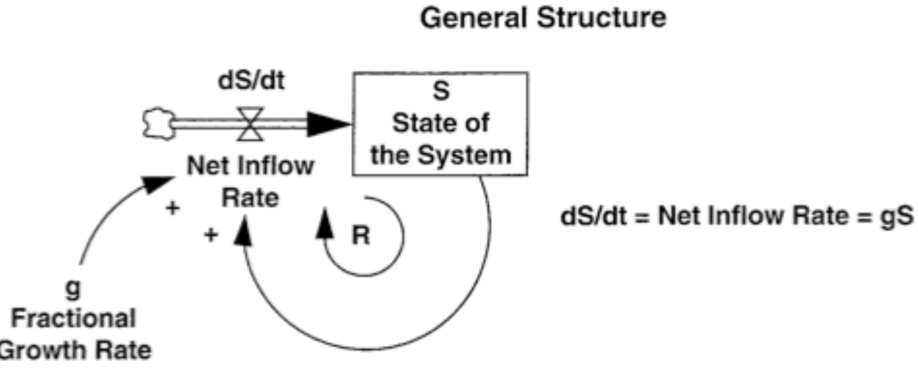 General Structure
dS/dt
S
State of
the System
Net Inflow
Rate
+
+
R
dS/dt = Net Inflow Rate = gS
g
Fractional
Growth Rate